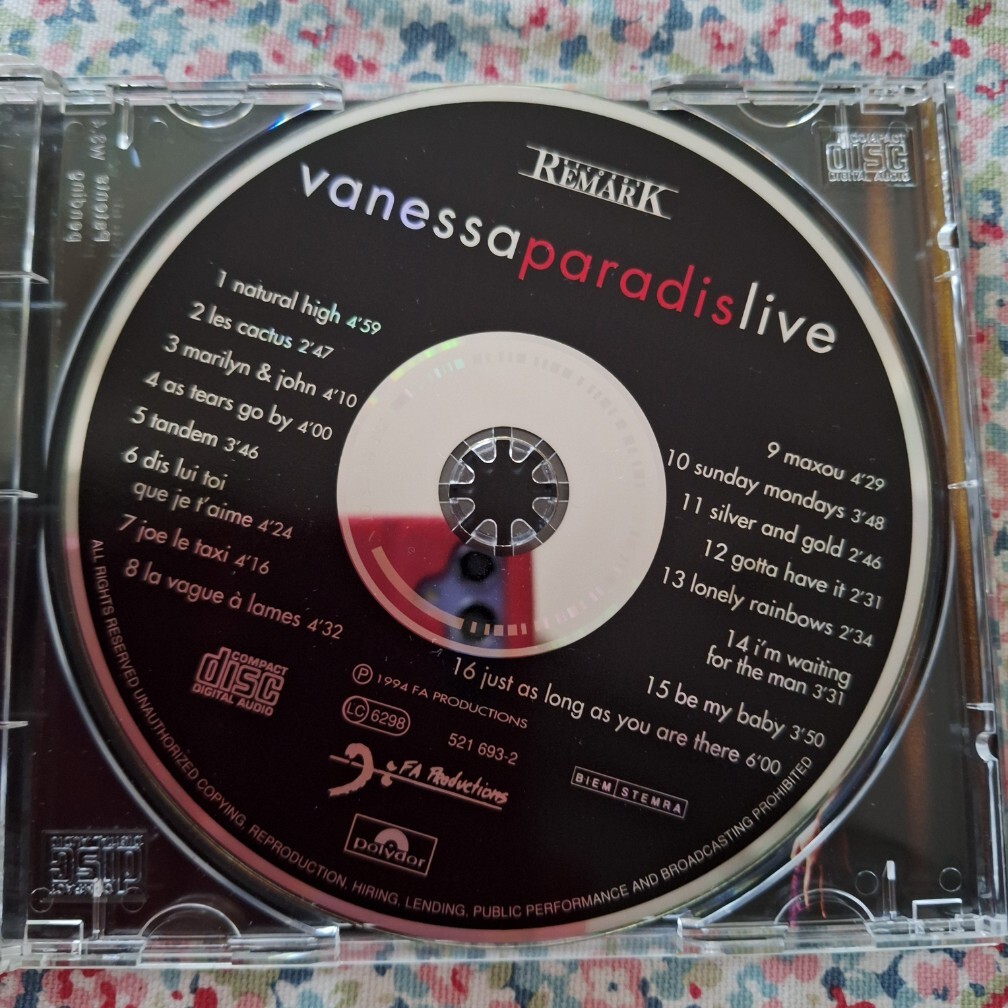 REMARK
vanessaparadislive
1 natural high 4'59
2 les cactus 2'47
3 marilyn & john 4'10
4 as tears go by 4'00
5 tandem 3'46
6 dis lui toi
que je t'aime 4'24
7 joe le taxi 4'16
8 la vague à lames 4'32
9 maxou 4'29
10 sunday mondays 3'48
11 silver and gold 2'46
12 gotta have it 2'31
13 lonely rainbows 2'34
14 i'm waiting
for the man 3'31
15 be my baby 3'50
16 just as long as you are there 6'00
COMPACT
disc
DIGITAL AUDIO
℗ 1994 FA PRODUCTIONS
LC 6298
521 693-2
FA Productions
BIEM STEMRA
polydor
ALL RIGHTS RESERVED UNAUTHORIZED COPYING, REPRODUCTION, HIRING, LENDING, PUBLIC PERFORMANCE AND BROADCASTING PROHIBITED
COMPACT
disc
DIGITAL AUDIO